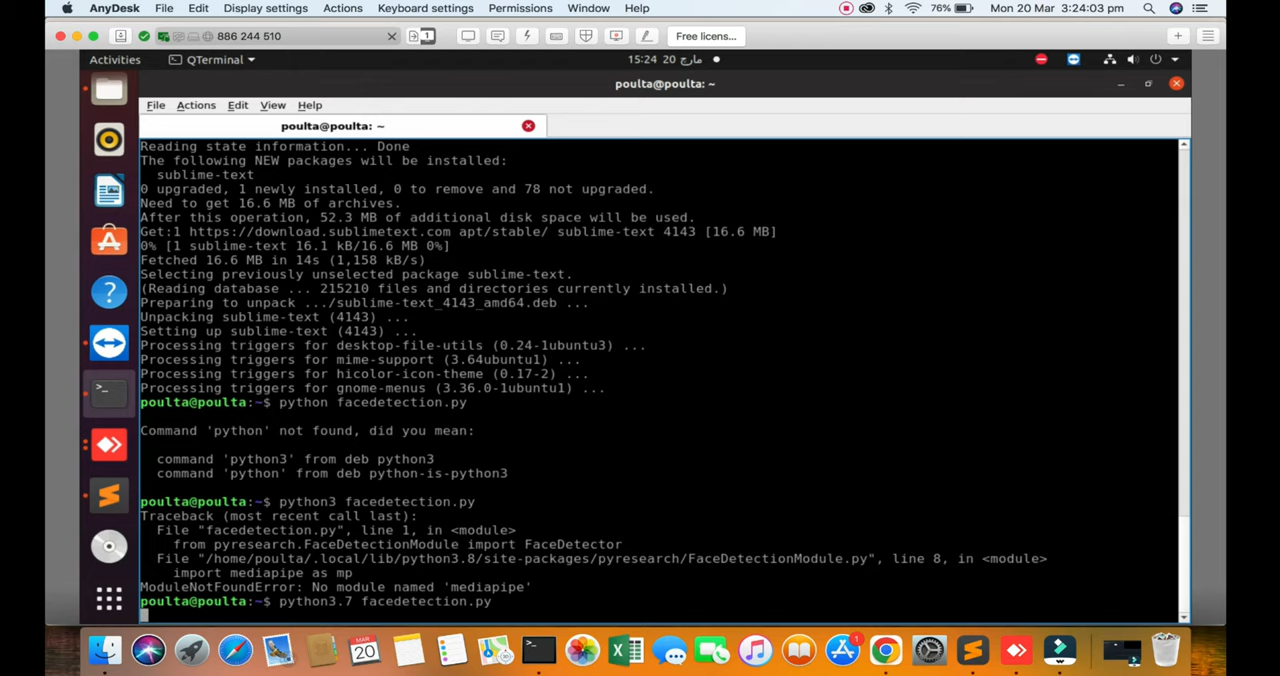 AnyDesk File Edit Display settings Actions Keyboard settings Permissions Window Help 76% Mon 20 Mar 3:24:03 pm
886 244 510 1 Free licens...
Activities QTerminal 15:24 20 مارچ
poulta@poulta: ~
File Actions Edit View Help
poulta@poulta: ~
Reading state information... Done
The following NEW packages will be installed:
sublime-text
0 upgraded, 1 newly installed, 0 to remove and 78 not upgraded.
Need to get 16.6 MB of archives.
After this operation, 52.3 MB of additional disk space will be used.
Get:1 https://download.sublimetext.com apt/stable/ sublime-text 4143 [16.6 MB]
0% [1 sublime-text 16.1 kB/16.6 MB 0%]
Fetched 16.6 MB in 14s (1,158 kB/s)
Selecting previously unselected package sublime-text.
(Reading database ... 215210 files and directories currently installed.)
Preparing to unpack .../sublime-text_4143_amd64.deb ...
Unpacking sublime-text (4143) ...
Setting up sublime-text (4143) ...
Processing triggers for desktop-file-utils (0.24-1ubuntu3) ...
Processing triggers for mime-support (3.64ubuntu1) ...
Processing triggers for hicolor-icon-theme (0.17-2) ...
Processing triggers for gnome-menus (3.36.0-1ubuntu1) ...
poulta@poulta:~$ python facedetection.py
Command 'python' not found, did you mean:
command 'python3' from deb python3
command 'python' from deb python-is-python3
poulta@poulta:~$ python3 facedetection.py
Traceback (most recent call last):
File "facedetection.py", line 1, in <module>
from pyresearch.FaceDetectionModule import FaceDetector
File "/home/poulta/.local/lib/python3.8/site-packages/pyresearch/FaceDetectionModule.py", line 8, in <module>
import mediapipe as mp
ModuleNotFoundError: No module named 'mediapipe'
poulta@poulta:~$ python3.7 facedetection.py
MAR
20
1